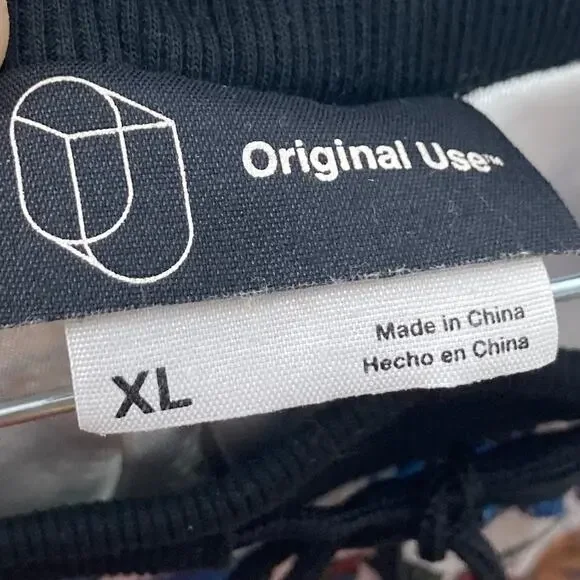 Original Use™
XL
Made in China
Hecho en China